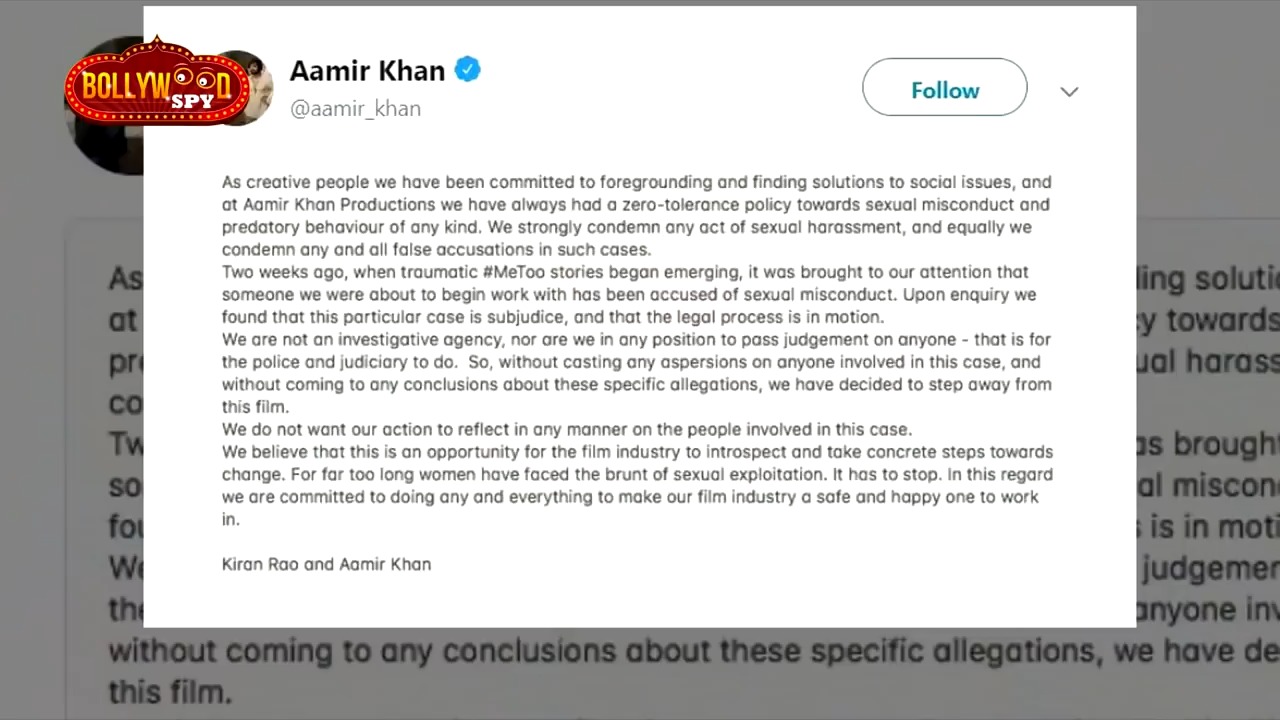 BOLLYWOOD
SPY
Aamir Khan
@aamir_khan
Follow
As creative people we have been committed to foregrounding and finding solutions to social issues, and
at Aamir Khan Productions we have always had a zero-tolerance policy towards sexual misconduct and
predatory behaviour of any kind. We strongly condemn any act of sexual harassment, and equally we
condemn any and all false accusations in such cases.
Two weeks ago, when traumatic #MeToo stories began emerging, it was brought to our attention that
someone we were about to begin work with has been accused of sexual misconduct. Upon enquiry we
found that this particular case is subjudice, and that the legal process is in motion.
We are not an investigative agency, nor are we in any position to pass judgement on anyone - that is for
the police and judiciary to do. So, without casting any aspersions on anyone involved in this case, and
without coming to any conclusions about these specific allegations, we have decided to step away from
this film.
We do not want our action to reflect in any manner on the people involved in this case.
We believe that this is an opportunity for the film industry to introspect and take concrete steps towards
change. For far too long women have faced the brunt of sexual exploitation. It has to stop. In this regard
we are committed to doing any and everything to make our film industry a safe and happy one to work
in.
Kiran Rao and Aamir Khan
without coming to any conclusions about these specific allegations, we have de
this film.